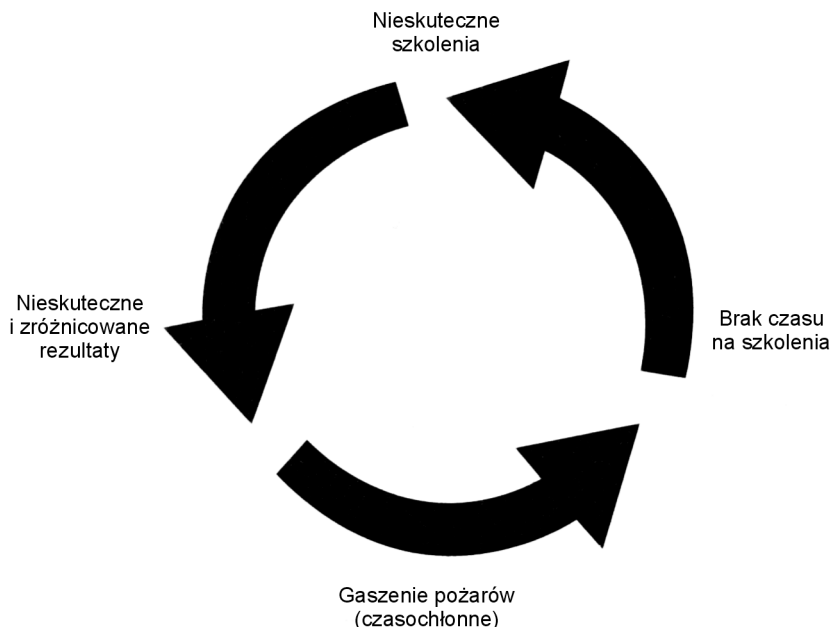 Nieskuteczne
szkolenia
Nieskuteczne
i zróżnicowane
rezultaty
Brak czasu
na szkolenia
Gaszenie pożarów
(czasochłonne)